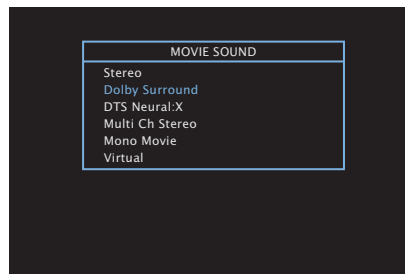 MOVIE SOUND
Stereo
Dolby Surround
DTS Neural:X
Multi Ch Stereo
Mono Movie
Virtual